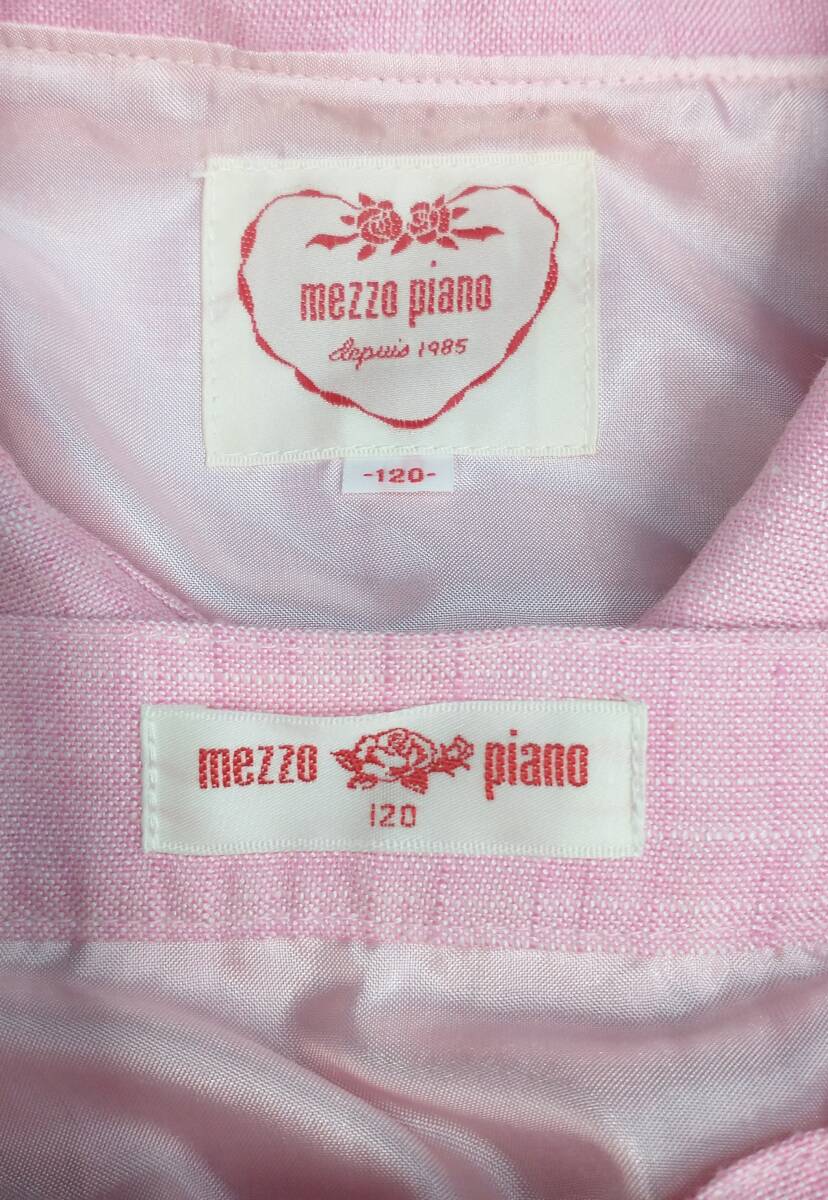 mezzo piano
depuis 1985
-120-
mezzo piano
120